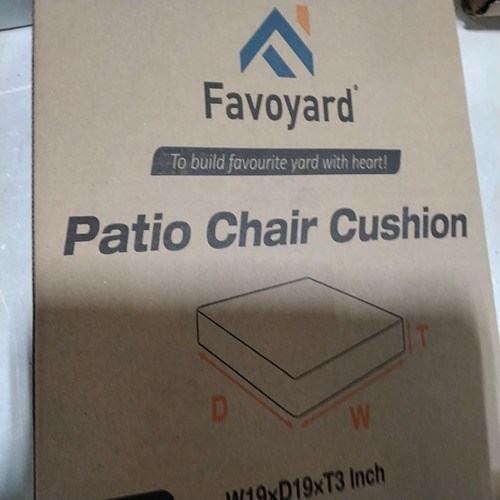 Favoyard
To build favourite yard with heart!
Patio Chair Cushion
T
D
W
W19xD19xT3 Inch